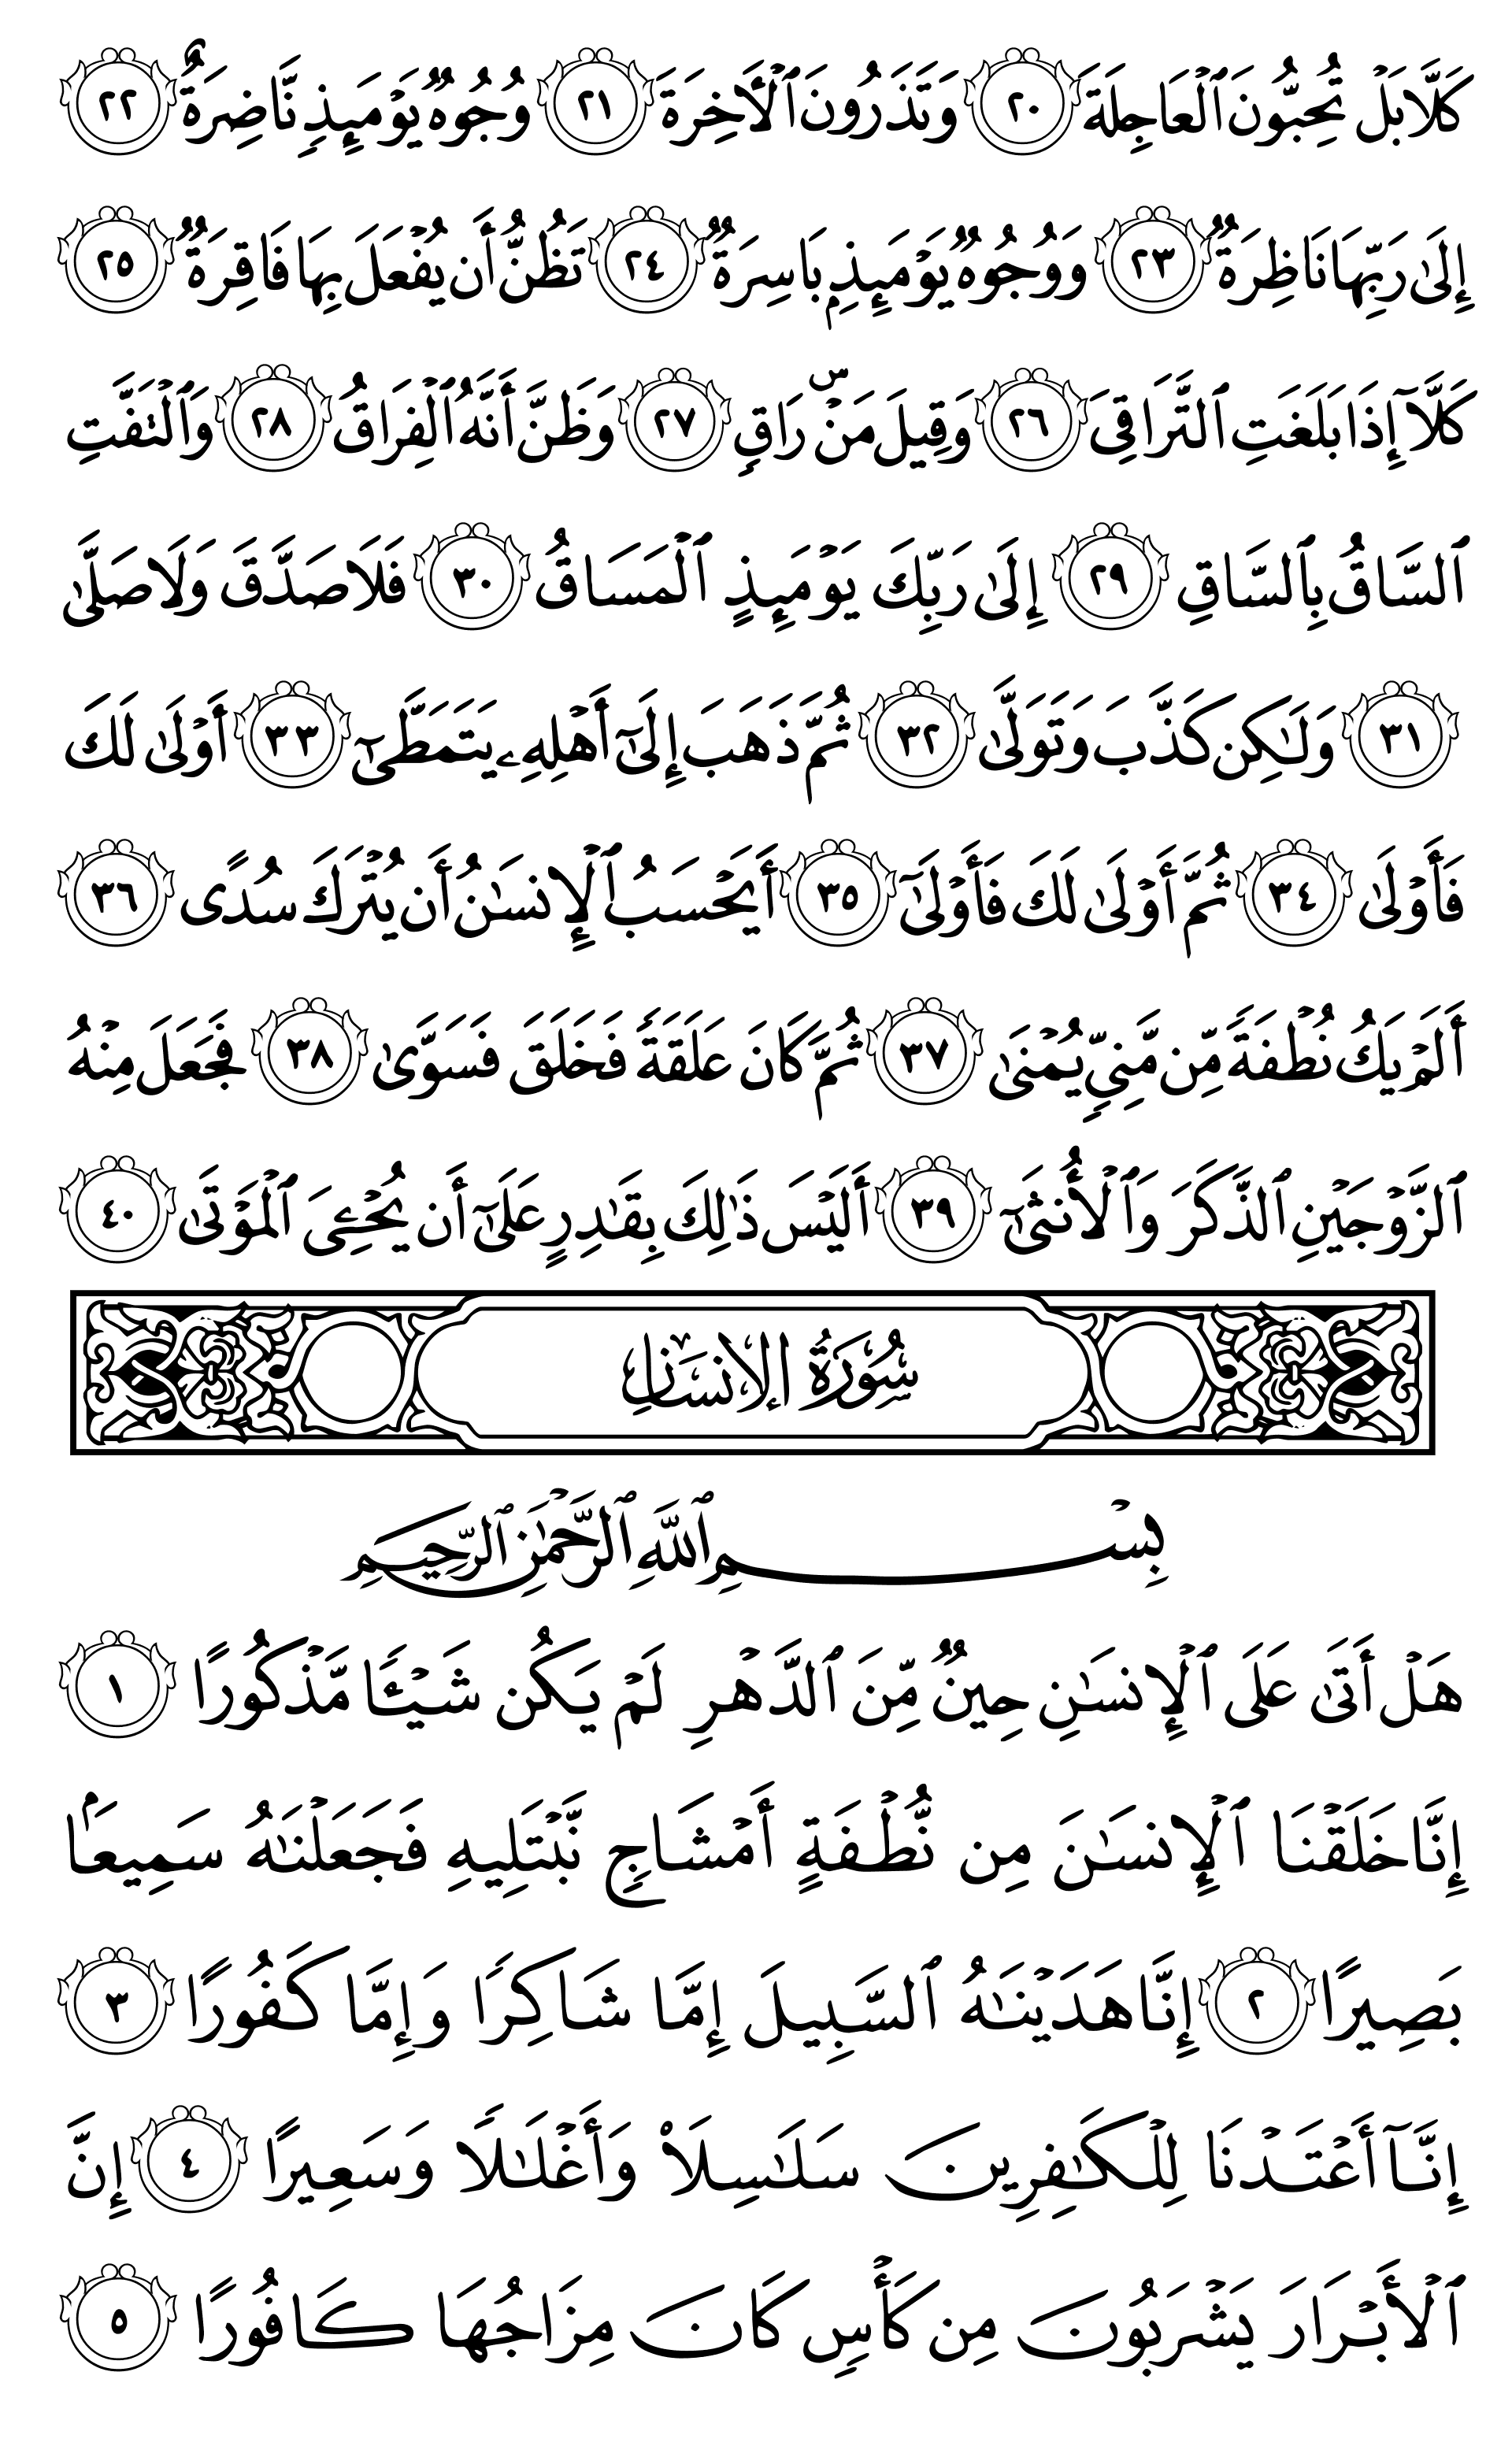 كَلَّا بَلۡ تُحِبُّونَ ٱلۡعَاجِلَةَ ٢٠ وَتَذَرُونَ ٱلۡأٓخِرَةَ ٢١ وُجُوهٞ يَوۡمَئِذٖ نَّاضِرَةٌ ٢٢
إِلَىٰ رَبِّهَا نَاظِرَةٞ ٢٣ وَوُجُوهٞ يَوۡمَئِذِۭ بَاسِرَةٞ ٢٤ تَظُنُّ أَن يُفۡعَلَ بِهَا فَاقِرَةٞ ٢٥
كَلَّآ إِذَا بَلَغَتِ ٱلتَّرَاقِيَ ٢٦ وَقِيلَ مَنۡۜ رَاقٖ ٢٧ وَظَنَّ أَنَّهُ ٱلۡفِرَاقُ ٢٨ وَٱلۡتَفَّتِ
ٱلسَّاقُ بِٱلسَّاقِ ٢٩ إِلَىٰ رَبِّكَ يَوۡمَئِذٍ ٱلۡمَسَاقُ ٣٠ فَلَا صَدَّقَ وَلَا صَلَّىٰ
٣١ وَلَٰكِن كَذَّبَ وَتَوَلَّىٰ ٣٢ ثُمَّ ذَهَبَ إِلَىٰٓ أَهۡلِهِۦ يَتَمَطَّىٰٓ ٣٣ أَوۡلَىٰ لَكَ
فَأَوۡلَىٰ ٣٤ ثُمَّ أَوۡلَىٰ لَكَ فَأَوۡلَىٰٓ ٣٥ أَيَحۡسَبُ ٱلۡإِنسَٰنُ أَن يُتۡرَكَ سُدًى ٣٦
أَلَمۡ يَكُ نُطۡفَةٗ مِّن مَّنِيّٖ يُمۡنَىٰ ٣٧ ثُمَّ كَانَ عَلَقَةٗ فَخَلَقَ فَسَوَّىٰ ٣٨ فَجَعَلَ مِنۡهُ
ٱلزَّوۡجَيۡنِ ٱلذَّكَرَ وَٱلۡأُنثَىٰٓ ٣٩ أَلَيۡسَ ذَٰلِكَ بِقَٰدِرٍ عَلَىٰٓ أَن يُحۡـِۧيَ ٱلۡمَوۡتَىٰ ٤٠
سُورَةُ الإِنسَانِ
بِسۡمِ ٱللَّهِ ٱلرَّحۡمَٰنِ ٱلرَّحِيمِ
هَلۡ أَتَىٰ عَلَى ٱلۡإِنسَٰنِ حِينٞ مِّنَ ٱلدَّهۡرِ لَمۡ يَكُن شَيۡـٔٗا مَّذۡكُورًا ١
إِنَّا خَلَقۡنَا ٱلۡإِنسَٰنَ مِن نُّطۡفَةٍ أَمۡشَاجٖ نَّبۡتَلِيهِ فَجَعَلۡنَٰهُ سَمِيعَۢا
بَصِيرًا ٢ إِنَّا هَدَيۡنَٰهُ ٱلسَّبِيلَ إِمَّا شَاكِرٗا وَإِمَّا كَفُورًا ٣
إِنَّآ أَعۡتَدۡنَا لِلۡكَٰفِرِينَ سَلَٰسِلَاْ وَأَغۡلَٰلٗا وَسَعِيرًا ٤ إِنَّ
ٱلۡأَبۡرَارَ يَشۡرَبُونَ مِن كَأۡسٖ كَانَ مِزَاجُهَا كَافُورًا ٥